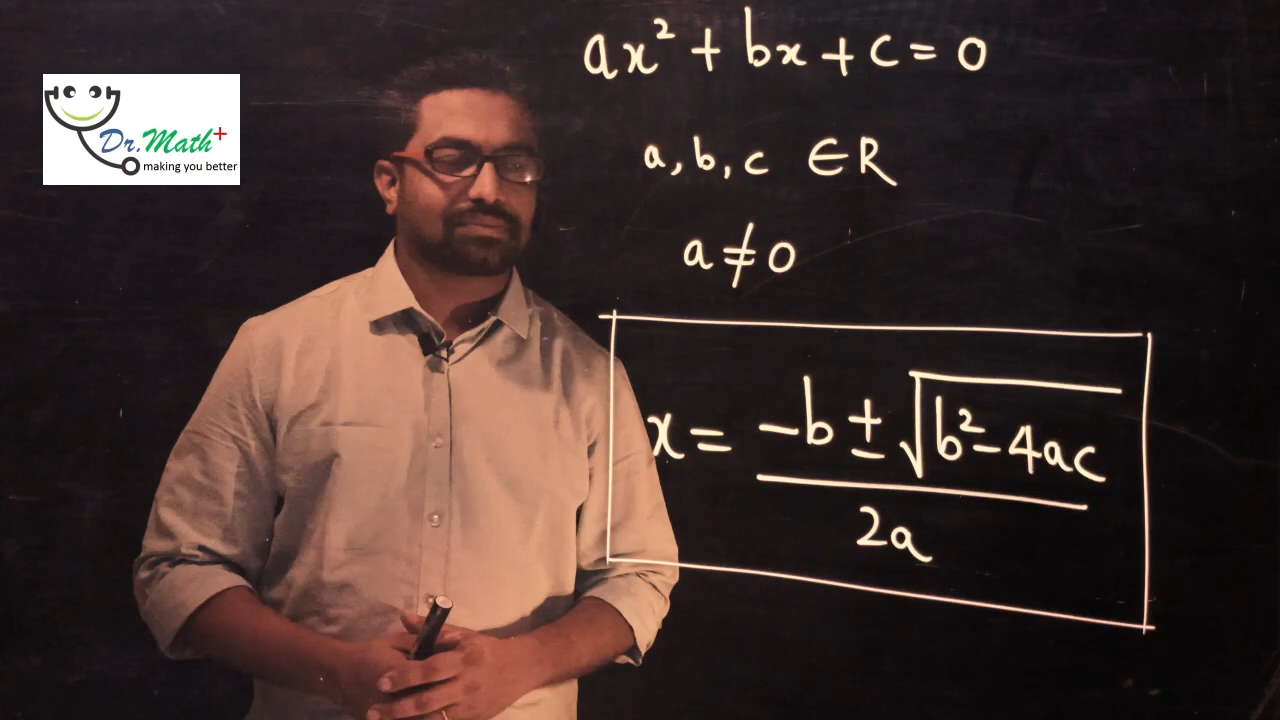 Dr.Math+
making you better
ax² + bx + c = 0
a, b, c ∈ R
a ≠ 0
x = (-b ± √(b² - 4ac)) / 2a